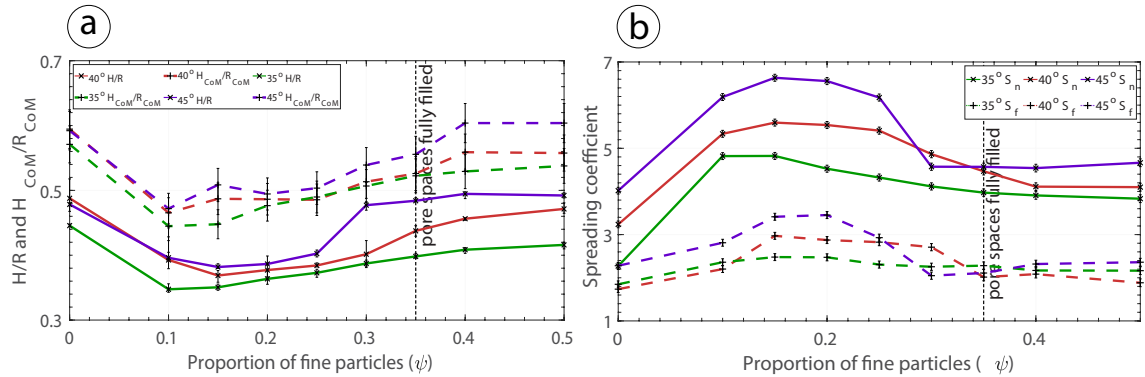 a
H/R and H_CoM/R_CoM
0.7
0.5
0.3
40° H/R
40° H_CoM/R_CoM
35° H/R
35° H_CoM/R_CoM
45° H/R
45° H_CoM/R_CoM
pore spaces fully filled
0 0.1 0.2 0.3 0.4 0.5
Proportion of fine particles (ψ)
b
Spreading coefficient
7
5
3
1
35° S_n 40° S_n 45° S_n
35° S_f 40° S_f 45° S_f
pore spaces fully filled
0 0.2 0.4
Proportion of fine particles ( ψ)